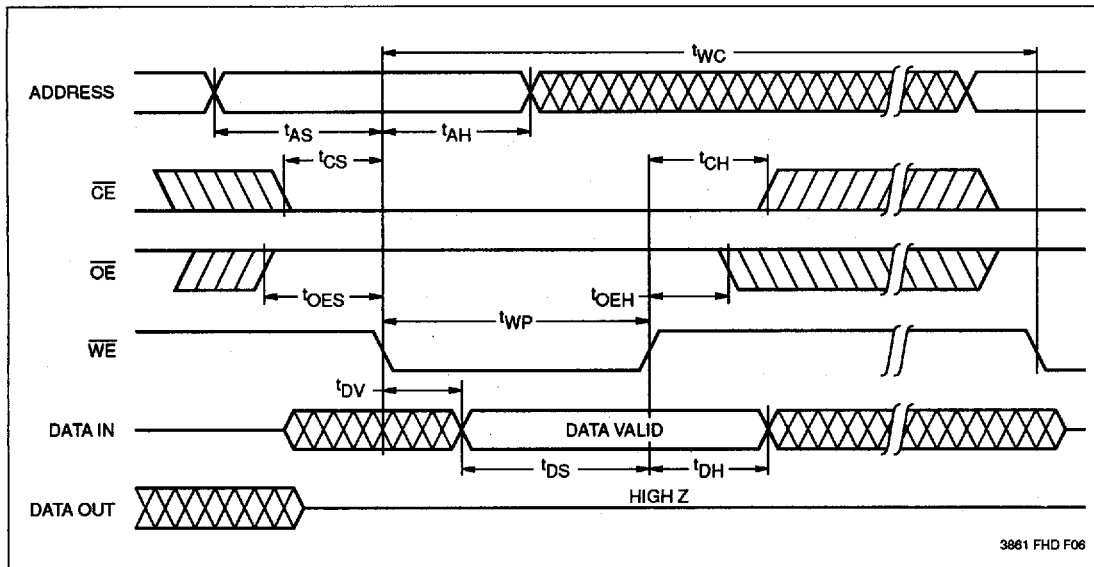 tWC
ADDRESS
tAS
tAH
tCS
tCH
CE
OE
tOES
tOEH
tWP
WE
tDV
DATA IN
DATA VALID
tDS
tDH
DATA OUT
HIGH Z
3861 FHD F06